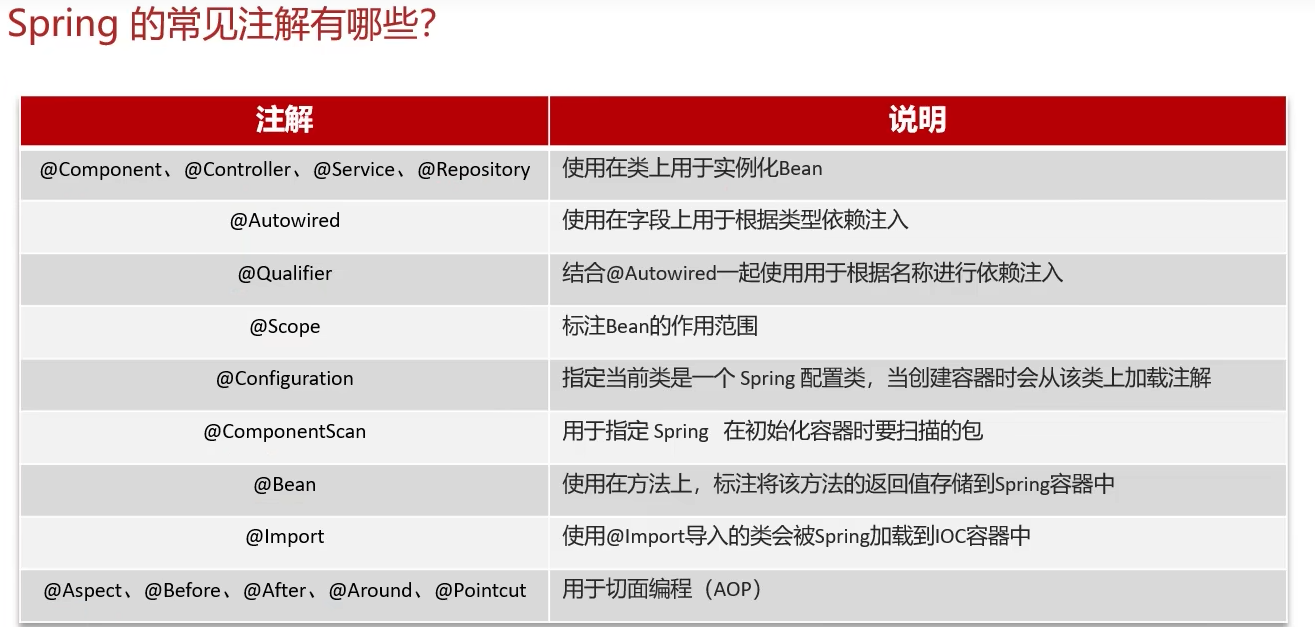 Spring 的常见注解有哪些？
注解 说明
@Component、@Controller、@Service、@Repository 使用在类上用于实例化Bean
@Autowired 使用在字段上用于根据类型依赖注入
@Qualifier 结合@Autowired一起使用用于根据名称进行依赖注入
@Scope 标注Bean的作用范围
@Configuration 指定当前类是一个 Spring 配置类，当创建容器时会从该类上加载注解
@ComponentScan 用于指定 Spring 在初始化容器时要扫描的包
@Bean 使用在方法上，标注将该方法的返回值存储到Spring容器中
@Import 使用@Import导入的类会被Spring加载到IOC容器中
@Aspect、@Before、@After、@Around、@Pointcut 用于切面编程（AOP）